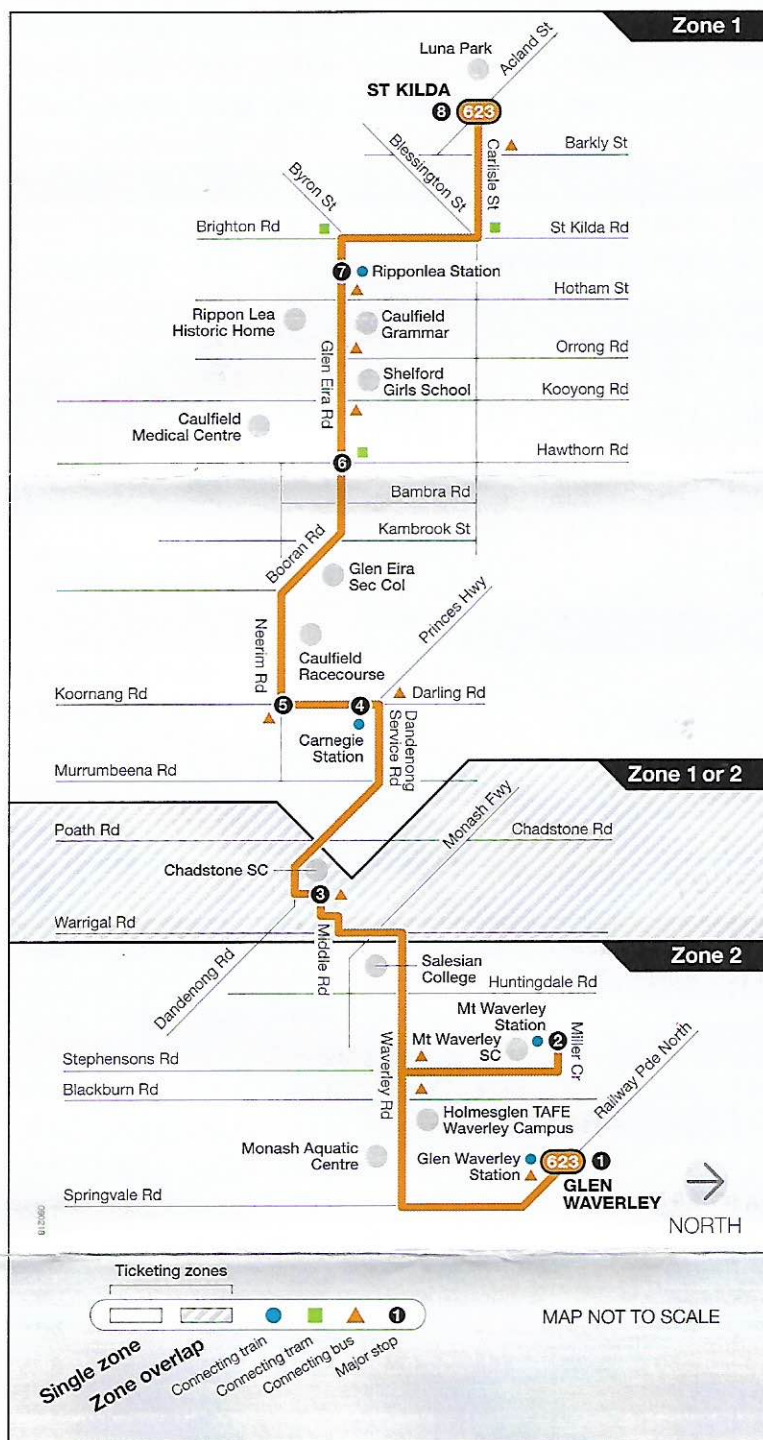 Zone 1
Luna Park
Acland St
ST KILDA
8
623
Barkly St
Carlisle St
Blessington St
Byron St
Brighton Rd
St Kilda Rd
7
Ripponlea Station
Hotham St
Rippon Lea
Historic Home
Caulfield
Grammar
Glen Eira Rd
Orrong Rd
Shelford
Girls School
Kooyong Rd
Caulfield
Medical Centre
Hawthorn Rd
6
Bambra Rd
Kambrook St
Booran Rd
Glen Eira
Sec Col
Princes Hwy
Neerim Rd
Caulfield
Racecourse
Koornang Rd
5
4
Darling Rd
Carnegie
Station
Dandenong
Service Rd
Murrumbeena Rd
Zone 1 or 2
Monash Fwy
Poath Rd
Chadstone Rd
Chadstone SC
3
Warrigal Rd
Middle Rd
Zone 2
Dandenong Rd
Salesian
College
Huntingdale Rd
Mt Waverley
Station
Mt Waverley
SC
2
Miller Cr
Stephensons Rd
Waverley Rd
Blackburn Rd
Railway Pde North
Holmesglen TAFE
Waverley Campus
Monash Aquatic
Centre
Glen Waverley
Station
623
1
GLEN
WAVERLEY
Springvale Rd
090218
NORTH
Ticketing zones
1
MAP NOT TO SCALE
Single zone
Zone overlap
Connecting train
Connecting tram
Connecting bus
Major stop